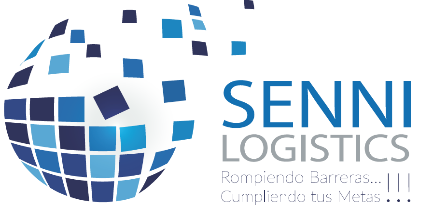 SENNI
LOGISTICS
Rompiendo Barreras...
Cumpliendo tus Metas !!!